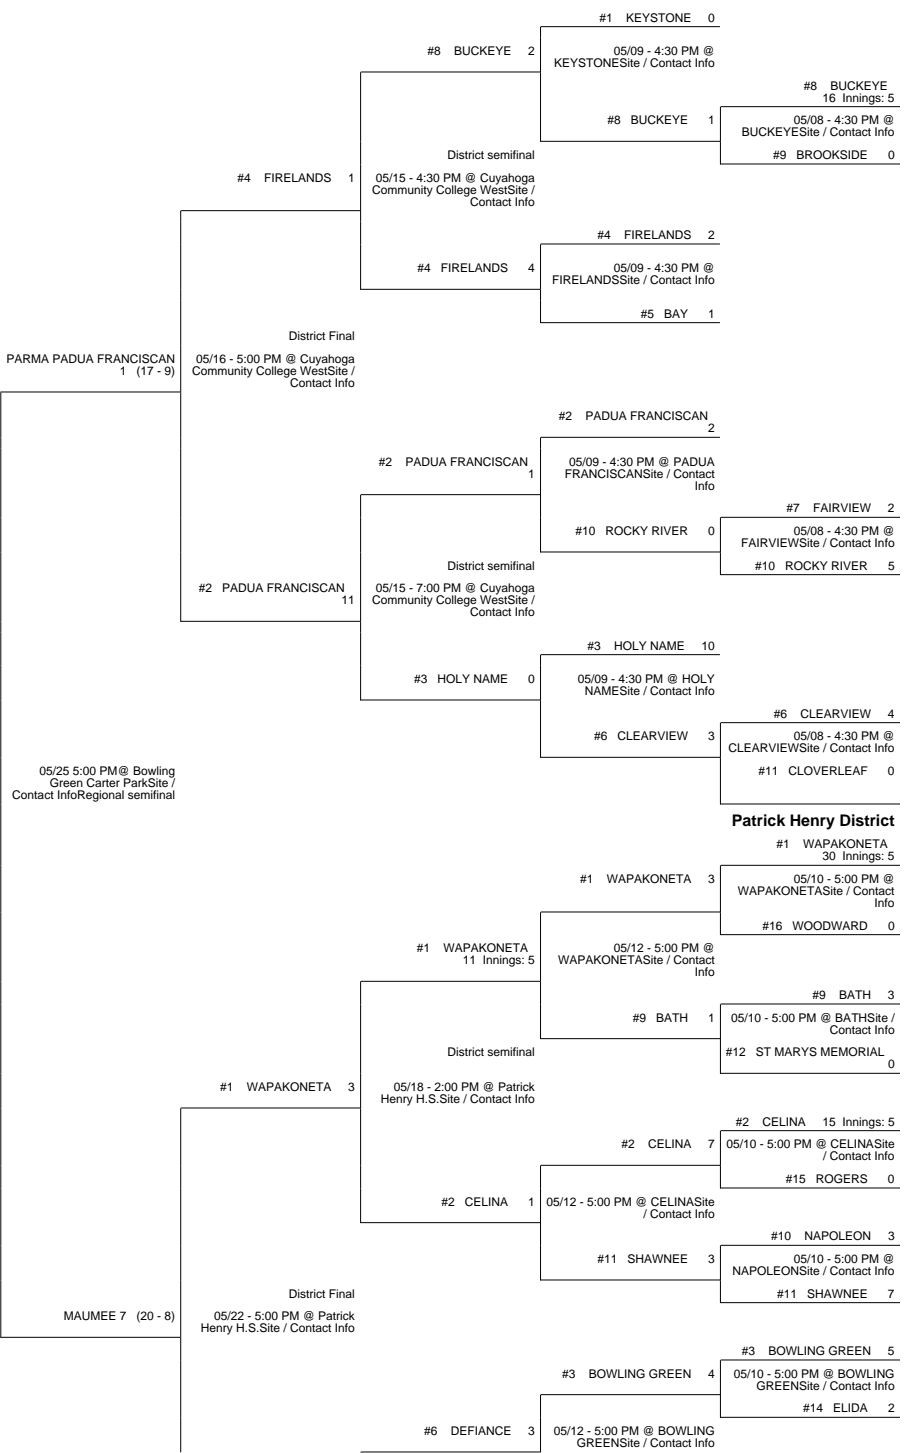 #1 KEYSTONE 0
#8 BUCKEYE 2
05/09 - 4:30 PM @
KEYSTONESite / Contact Info
#8 BUCKEYE
16 Innings: 5
#8 BUCKEYE 1
05/08 - 4:30 PM @
BUCKEYESite / Contact Info
#9 BROOKSIDE 0
District semifinal
#4 FIRELANDS 1
05/15 - 4:30 PM @ Cuyahoga
Community College WestSite /
Contact Info
#4 FIRELANDS 2
#4 FIRELANDS 4
05/09 - 4:30 PM @
FIRELANDSSite / Contact Info
#5 BAY 1
District Final
PARMA PADUA FRANCISCAN
1 (17 - 9)
05/16 - 5:00 PM @ Cuyahoga
Community College WestSite /
Contact Info
#2 PADUA FRANCISCAN
2
#2 PADUA FRANCISCAN
1
05/09 - 4:30 PM @ PADUA
FRANCISCANSite / Contact
Info
#7 FAIRVIEW 2
#10 ROCKY RIVER 0
05/08 - 4:30 PM @
FAIRVIEWSite / Contact Info
#10 ROCKY RIVER 5
District semifinal
#2 PADUA FRANCISCAN
11
05/15 - 7:00 PM @ Cuyahoga
Community College WestSite /
Contact Info
#3 HOLY NAME 10
#3 HOLY NAME 0
05/09 - 4:30 PM @ HOLY
NAMESite / Contact Info
#6 CLEARVIEW 4
#6 CLEARVIEW 3
05/08 - 4:30 PM @
CLEARVIEWSite / Contact Info
#11 CLOVERLEAF 0
05/25 5:00 PM@ Bowling
Green Carter ParkSite /
Contact InfoRegional semifinal
Patrick Henry District
#1 WAPAKONETA
30 Innings: 5
#1 WAPAKONETA 3
05/10 - 5:00 PM @
WAPAKONETASite / Contact
Info
#16 WOODWARD 0
#1 WAPAKONETA
11 Innings: 5
05/12 - 5:00 PM @
WAPAKONETASite / Contact
Info
#9 BATH 3
#9 BATH 1
05/10 - 5:00 PM @ BATHSite /
Contact Info
#12 ST MARYS MEMORIAL
0
District semifinal
#1 WAPAKONETA 3
05/18 - 2:00 PM @ Patrick
Henry H.S.Site / Contact Info
#2 CELINA 15 Innings: 5
#2 CELINA 7
05/10 - 5:00 PM @ CELINASite
/ Contact Info
#15 ROGERS 0
#2 CELINA 1
05/12 - 5:00 PM @ CELINASite
/ Contact Info
#10 NAPOLEON 3
#11 SHAWNEE 3
05/10 - 5:00 PM @
NAPOLEONSite / Contact Info
#11 SHAWNEE 7
District Final
MAUMEE 7 (20 - 8)
05/22 - 5:00 PM @ Patrick
Henry H.S.Site / Contact Info
#3 BOWLING GREEN 5
#3 BOWLING GREEN 4
05/10 - 5:00 PM @ BOWLING
GREENSite / Contact Info
#14 ELIDA 2
#6 DEFIANCE 3
05/12 - 5:00 PM @ BOWLING
GREENSite / Contact Info